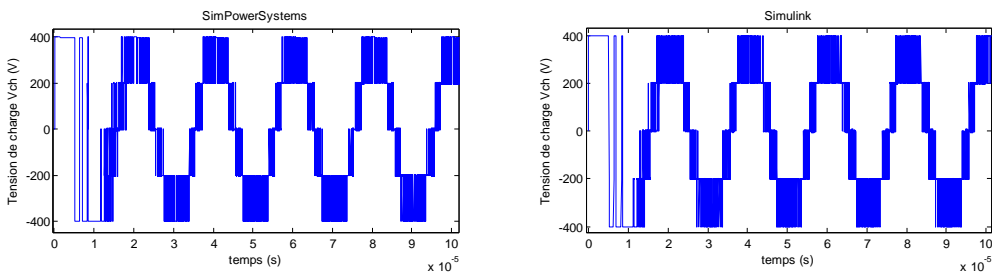 SimPowerSystems
Tension de charge Vch (V)
400
200
0
-200
-400
0 1 2 3 4 5 6 7 8 9 10
temps (s)
x 10⁻⁵
Simulink
Tension de charge Vch (V)
400
200
0
-200
-400
0 1 2 3 4 5 6 7 8 9 10
temps (s)
x 10⁻⁵